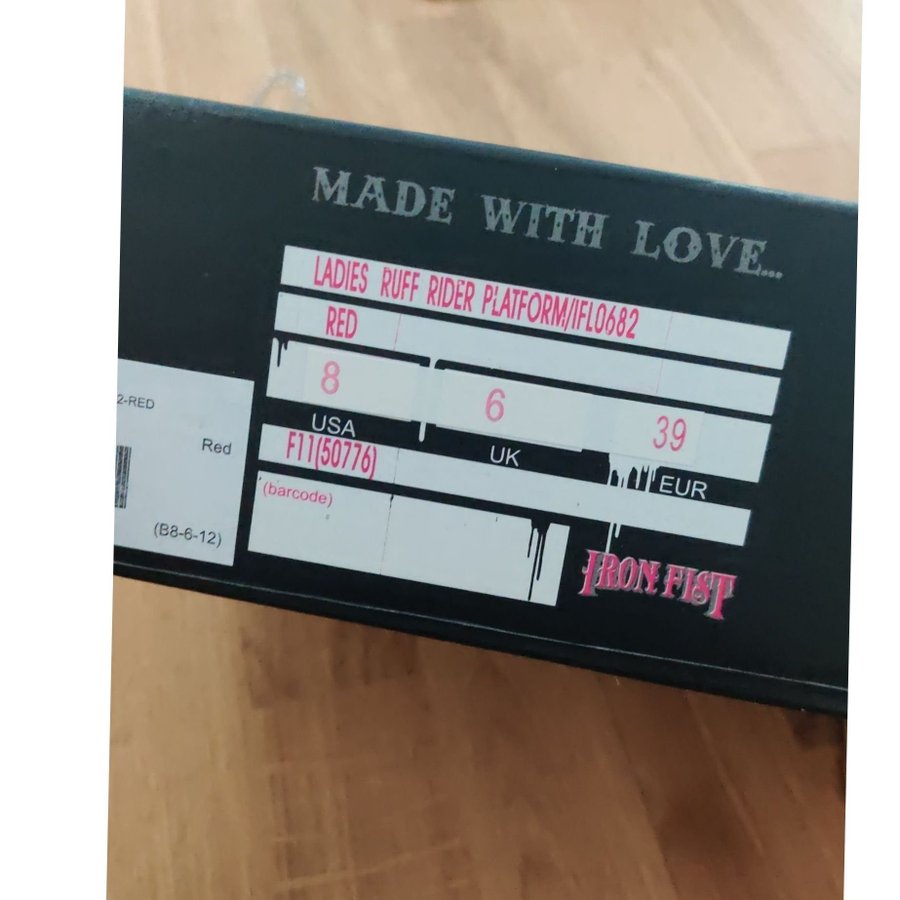 MADE WITH LOVE...
LADIES RUFF RIDER PLATFORM/IFL0682
RED
8 6 39
USA UK EUR
F11(50776)
(barcode)
IRON FIST
2-RED
Red
(B8-6-12)